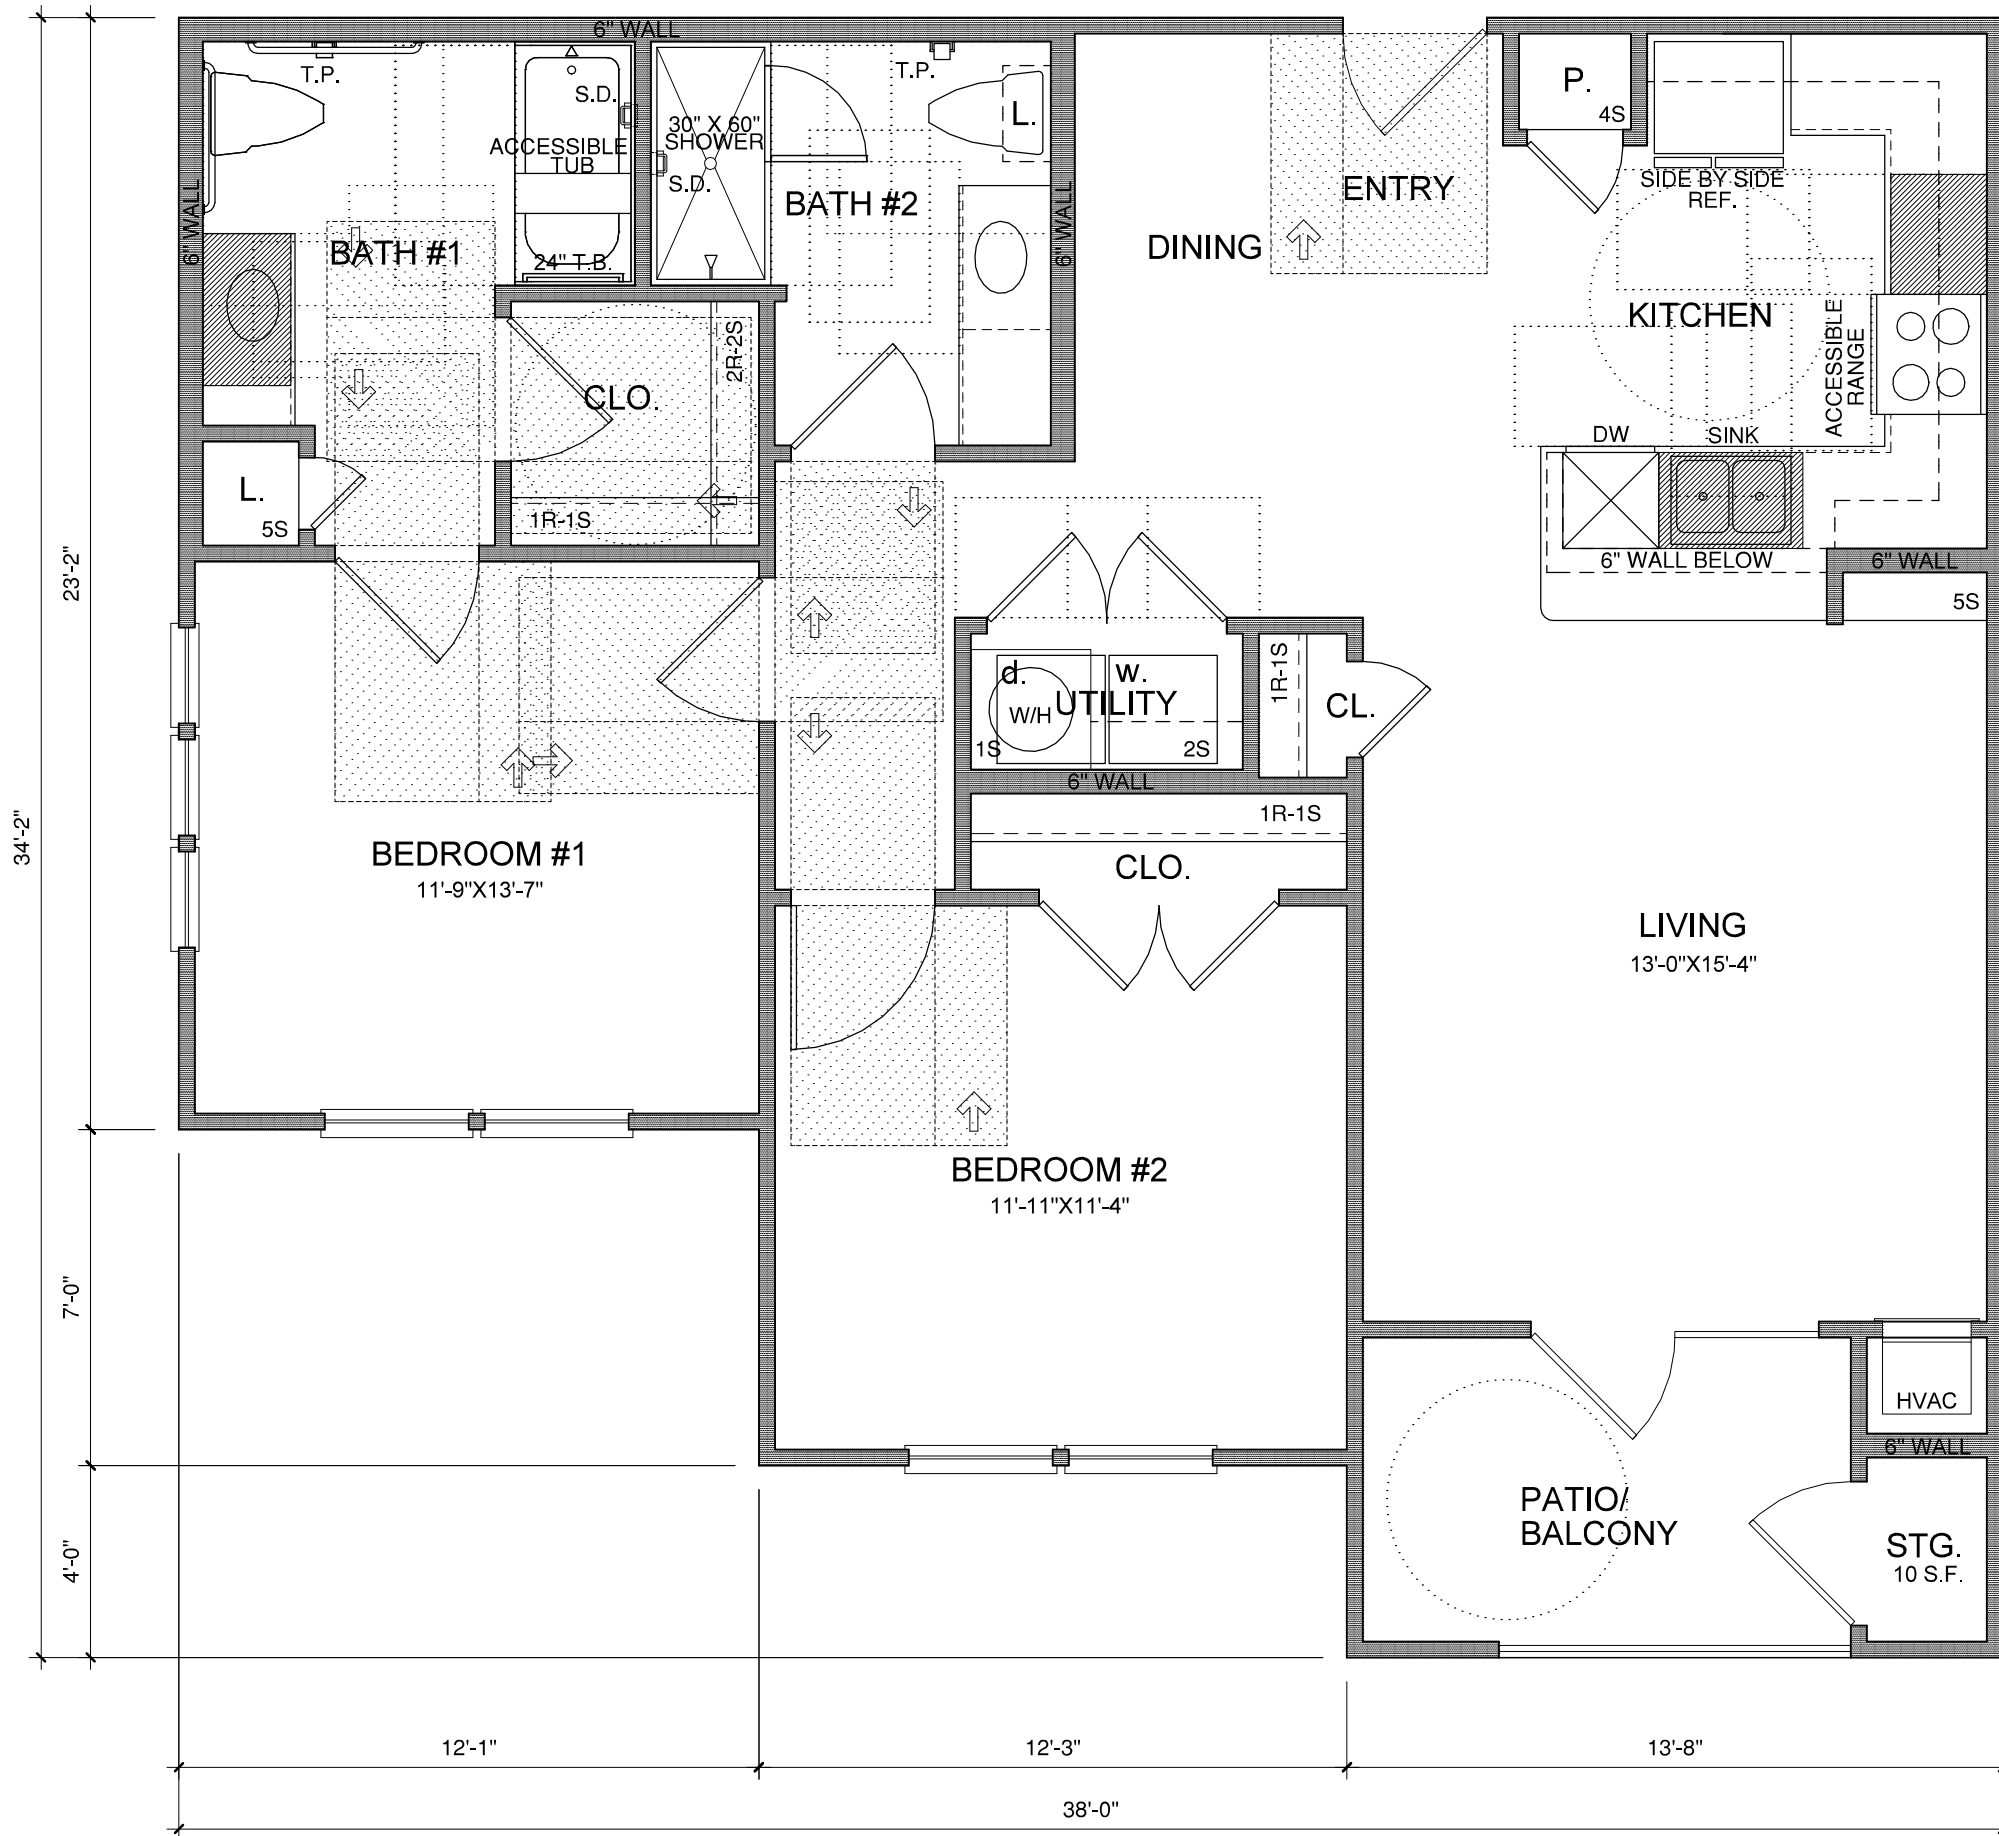 6" WALL
T.P.
S.D.
ACCESSIBLE
TUB
30" X 60"
SHOWER
S.D.
T.P.
L.
P.
4S
SIDE BY SIDE
REF.
6" WALL
BATH #1
24" T.B.
BATH #2
6" WALL
DINING
ENTRY
KITCHEN
ACCESSIBLE
RANGE
CLO.
2R-2S
1R-1S
L.
5S
DW
SINK
6" WALL BELOW
6" WALL
5S
23'-2"
34'-2"
d.
W/H
1S
w.
UTILITY
2S
1R-1S
CL.
6" WALL
1R-1S
CLO.
BEDROOM #1
11'-9"X13'-7"
LIVING
13'-0"X15'-4"
BEDROOM #2
11'-11"X11'-4"
7'-0"
4'-0"
HVAC
6" WALL
PATIO/
BALCONY
STG.
10 S.F.
12'-1"
12'-3"
13'-8"
38'-0"